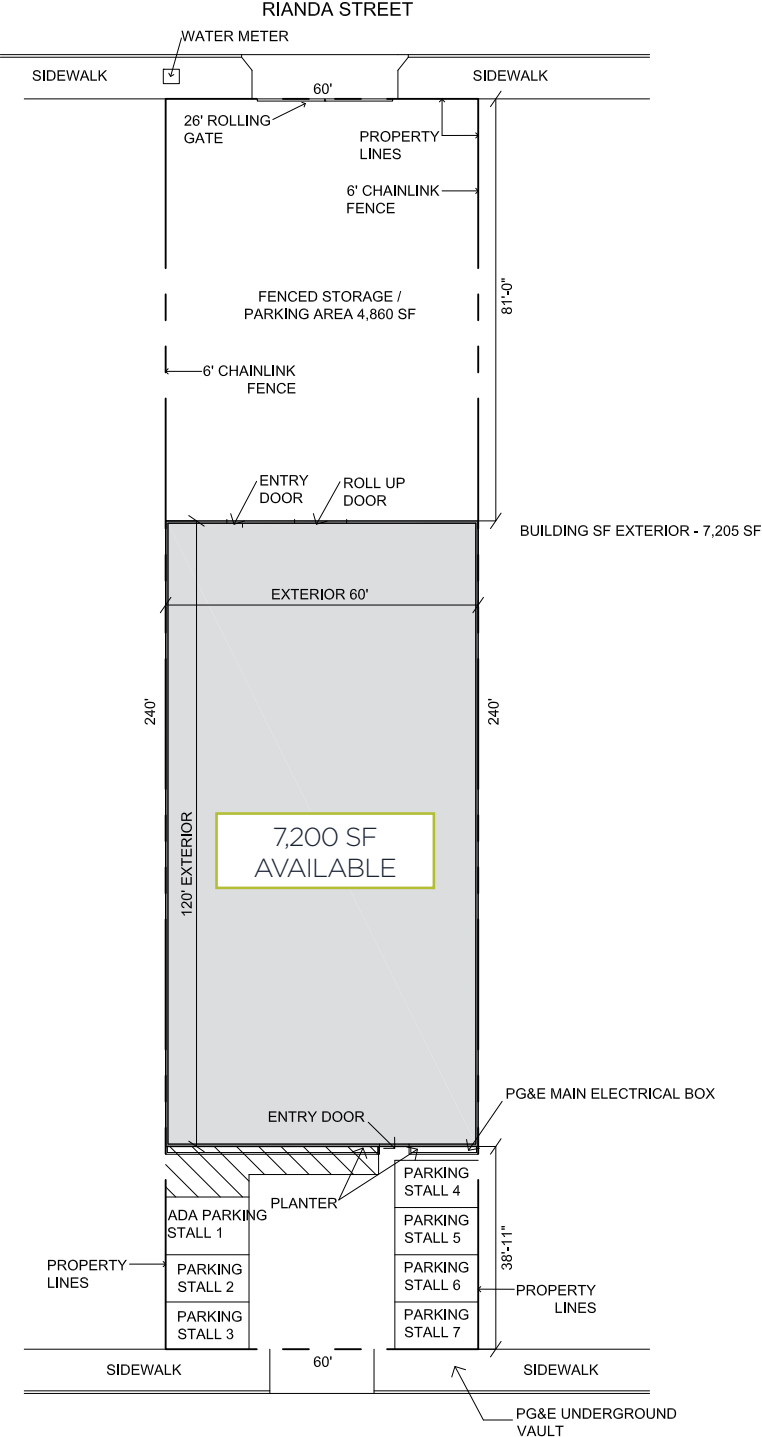 RIANDA STREET
WATER METER
SIDEWALK
SIDEWALK
60'
26' ROLLING
GATE
PROPERTY
LINES
6' CHAINLINK
FENCE
FENCED STORAGE /
PARKING AREA 4,860 SF
81'-0"
6' CHAINLINK
FENCE
ENTRY
DOOR
ROLL UP
DOOR
BUILDING SF EXTERIOR - 7,205 SF
EXTERIOR 60'
240'
240'
120' EXTERIOR
7,200 SF
AVAILABLE
PG&E MAIN ELECTRICAL BOX
ENTRY DOOR
PLANTER
PARKING
STALL 4
ADA PARKING
STALL 1
PARKING
STALL 5
38'-11"
PROPERTY
LINES
PARKING
STALL 2
PARKING
STALL 6
PROPERTY
LINES
PARKING
STALL 3
PARKING
STALL 7
SIDEWALK
60'
SIDEWALK
PG&E UNDERGROUND
VAULT